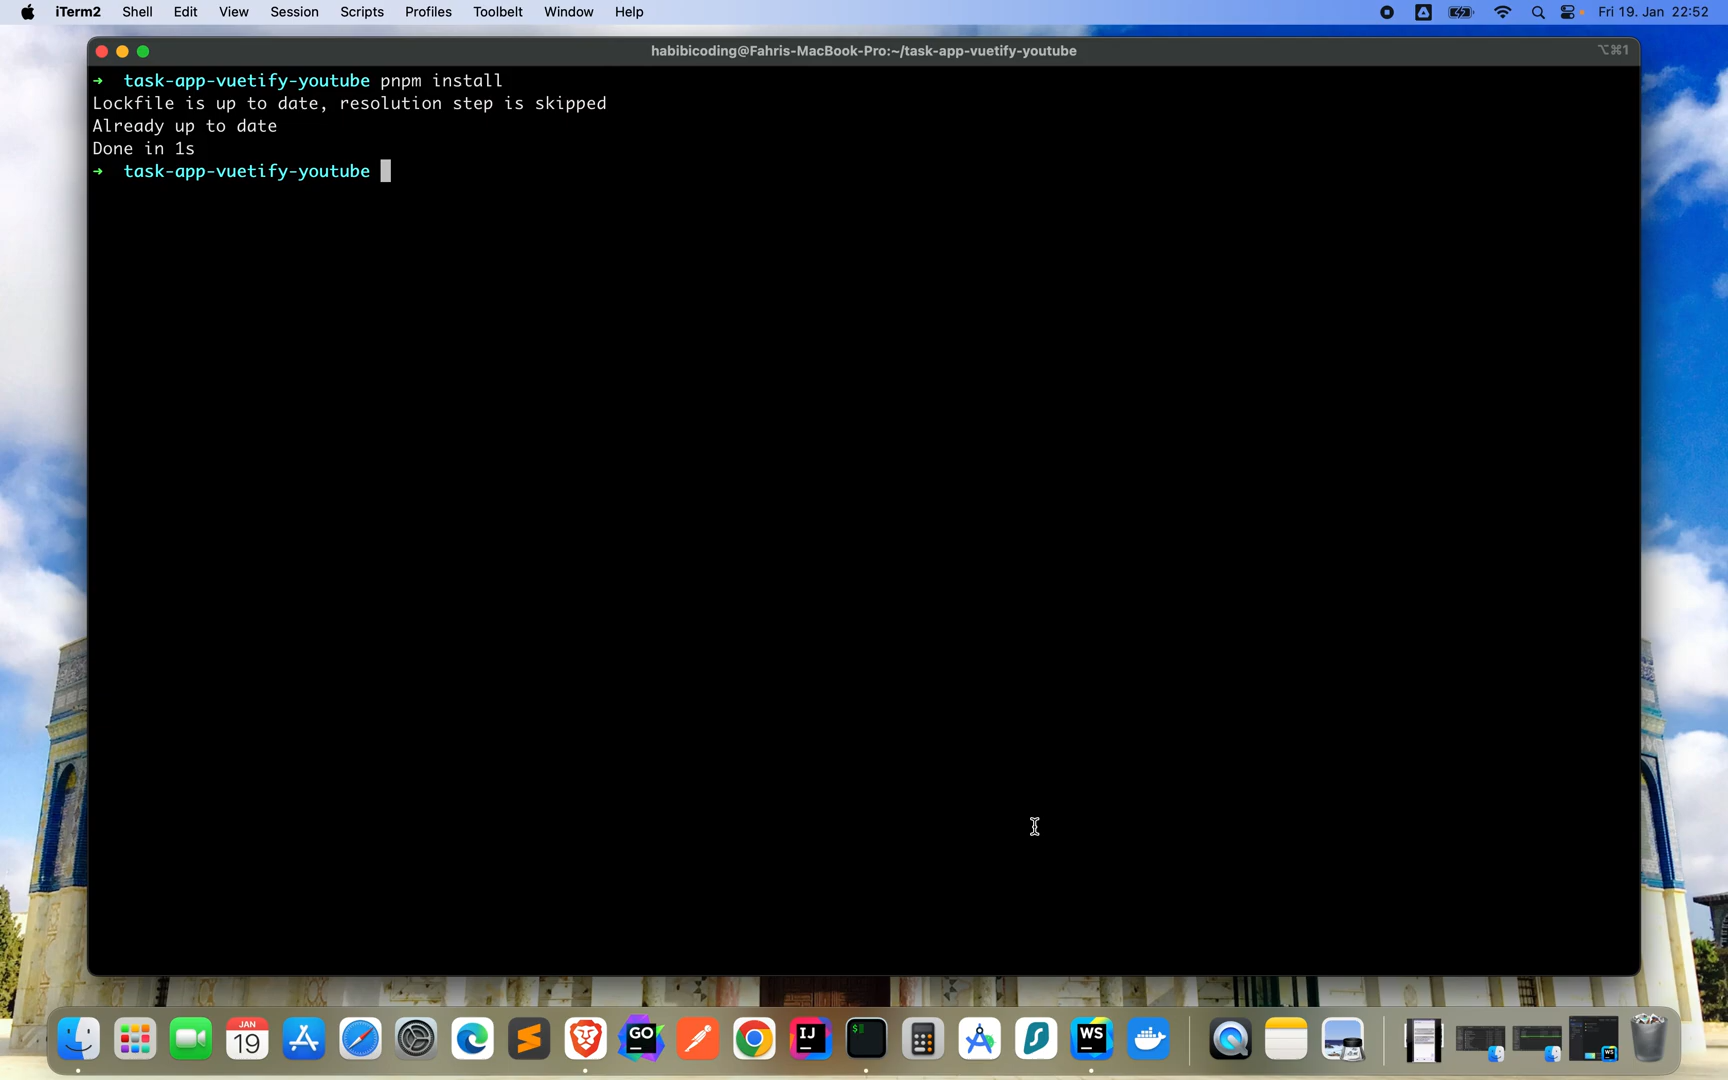 iTerm2 Shell Edit View Session Scripts Profiles Toolbelt Window Help Fri 19. Jan 22:52
habibicoding@Fahris-MacBook-Pro:~/task-app-vuetify-youtube ⌥⌘1
➜ task-app-vuetify-youtube pnpm install
Lockfile is up to date, resolution step is skipped
Already up to date
Done in 1s
➜ task-app-vuetify-youtube
JAN
19
GO
IJ
$
WS
WS